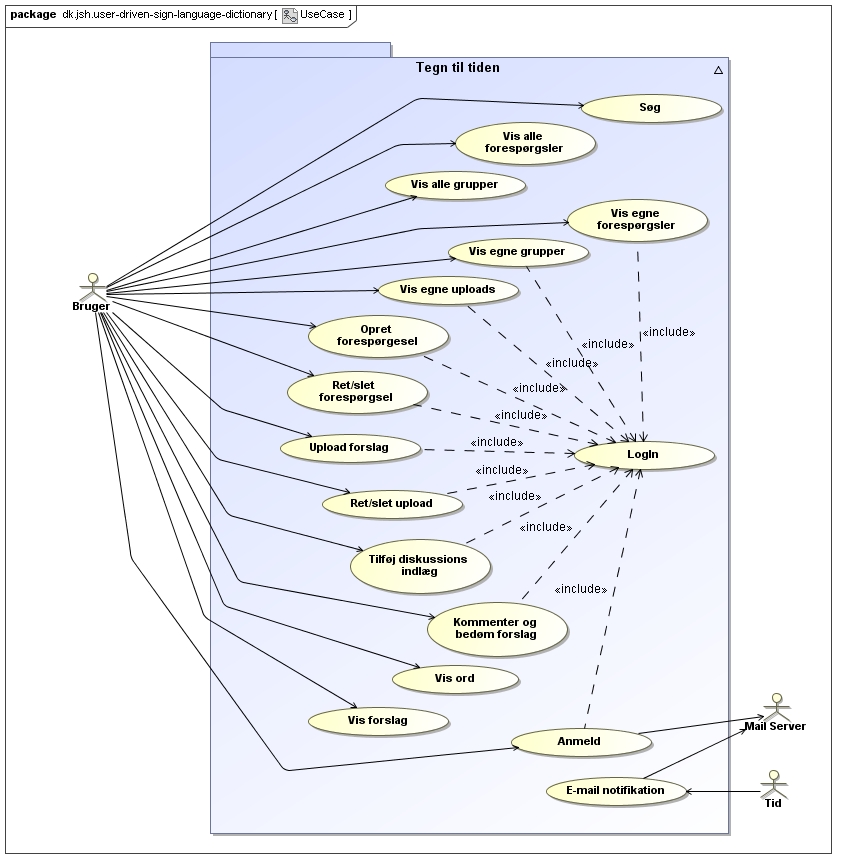 package dk.jsh.user-driven-sign-language-dictionary [ UseCase ]
Tegn til tiden
Søg
Vis alle
forespørgsler
Vis alle grupper
Vis egne
forespørgsler
Vis egne grupper
Vis egne uploads
Bruger
Opret
forespørgesel
«include»
«include»
«include»
Ret/slet
forespørgsel
«include»
«include»
Upload forslag
«include»
LogIn
«include»
Ret/slet upload
«include»
«include»
Tilføj diskussions
indlæg
«include»
Kommenter og
bedøm forslag
Vis ord
Vis forslag
Mail Server
Anmeld
E-mail notifikation
Tid